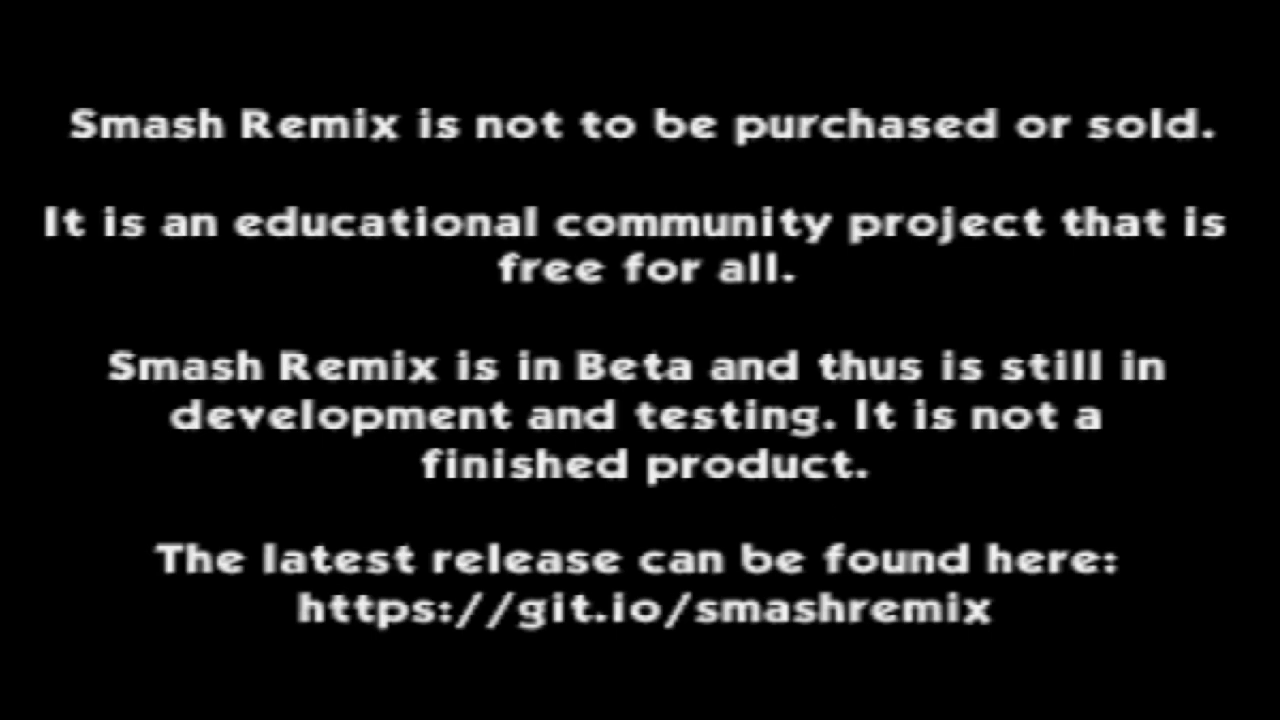 Smash Remix is not to be purchased or sold.
It is an educational community project that is
free for all.
Smash Remix is in Beta and thus is still in
development and testing. It is not a
finished product.
The latest release can be found here:
https://git.io/smashremix